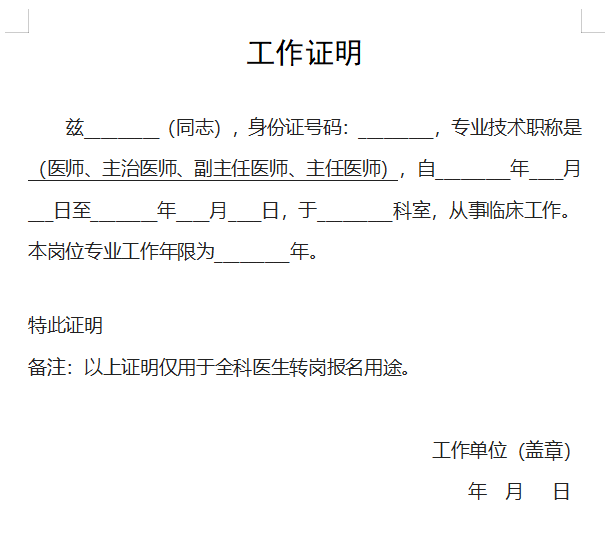 工作证明
兹________（同志），身份证号码：________，专业技术职称是
（医师、主治医师、副主任医师、主任医师），自________年____月
___日至_______年____月____日，于________科室，从事临床工作。
本岗位专业工作年限为________年。
特此证明
备注：以上证明仅用于全科医生转岗报名用途。
工作单位（盖章）
年 月 日